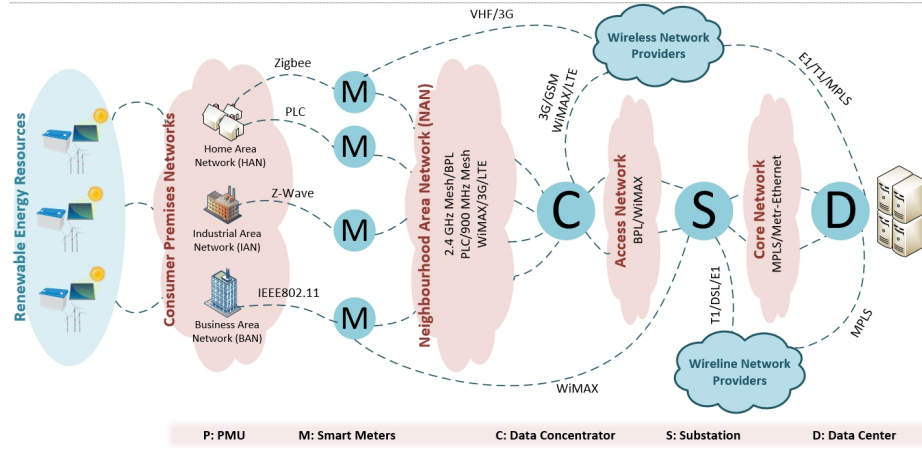 VHF/3G
Wireless Network
Providers
E1/T1/MPLS
Zigbee
M
3G/GSM
WiMAX/LTE
Renewable Energy Resources
Consumer Premises Networks
Home Area
Network (HAN)
PLC
M
Neighbourhood Area Network (NAN)
2.4 GHz Mesh/BPL
PLC/900 MHz Mesh
WiMAX/3G/LTE
Industrial Area
Network (IAN)
Z-Wave
M
C
Access Network
BPL/WiMAX
S
Core Network
MPLS/Metr-Ethernet
D
Business Area
Network (BAN)
IEEE802.11
M
T1/DSL/E1
MPLS
Wireline Network
Providers
WiMAX
P: PMU
M: Smart Meters
C: Data Concentrator
S: Substation
D: Data Center